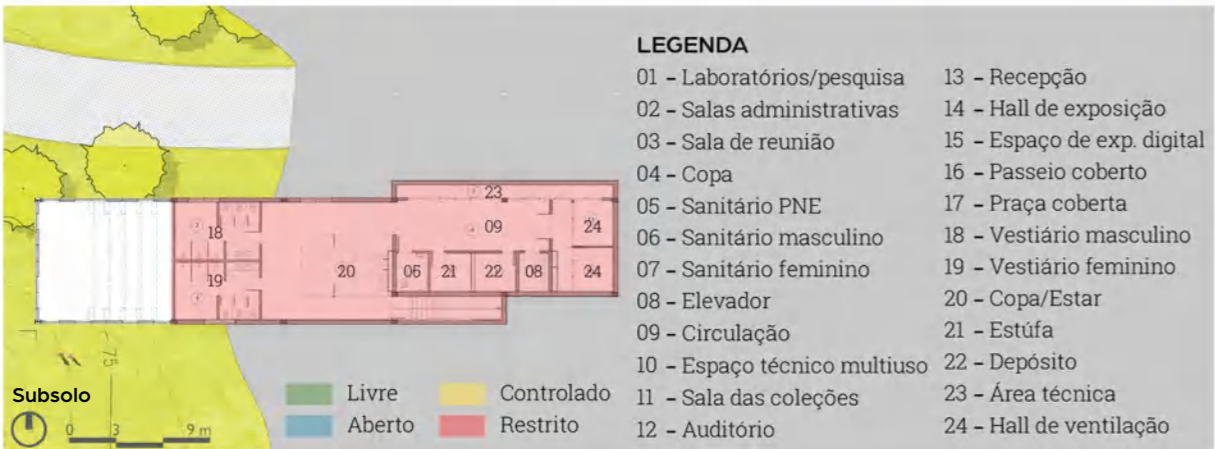 LEGENDA
01 – Laboratórios/pesquisa
02 – Salas administrativas
03 – Sala de reunião
04 – Copa
05 – Sanitário PNE
06 – Sanitário masculino
07 – Sanitário feminino
08 – Elevador
09 – Circulação
10 – Espaço técnico multiuso
11 – Sala das coleções
12 – Auditório
13 – Recepção
14 – Hall de exposição
15 – Espaço de exp. digital
16 – Passeio coberto
17 – Praça coberta
18 – Vestiário masculino
19 – Vestiário feminino
20 – Copa/Estar
21 – Estúfa
22 – Depósito
23 – Área técnica
24 – Hall de ventilação
23
18
09
24
19
20
06
21
22
08
24
75
Subsolo
0 3 9 m
Livre
Controlado
Aberto
Restrito